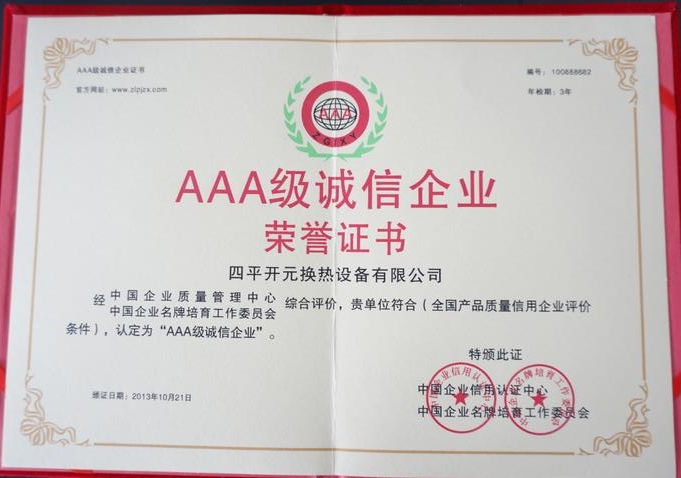 AAA级诚信企业证书
官方网站：www.zlpjzx.com
编号：100888682
年检期：3年
AAA
ZGXY
AAA级诚信企业
荣誉证书
四平开元换热设备有限公司
经中国企业质量管理中心
中国企业名牌培育工作委员会
综合评价，贵单位符合（全国产品质量信用企业评价
条件），认定为“AAA级诚信企业”。
特颁此证
中国企业信用认证中心
中国企业名牌培育工作委员会
颁证日期：2013年10月21日